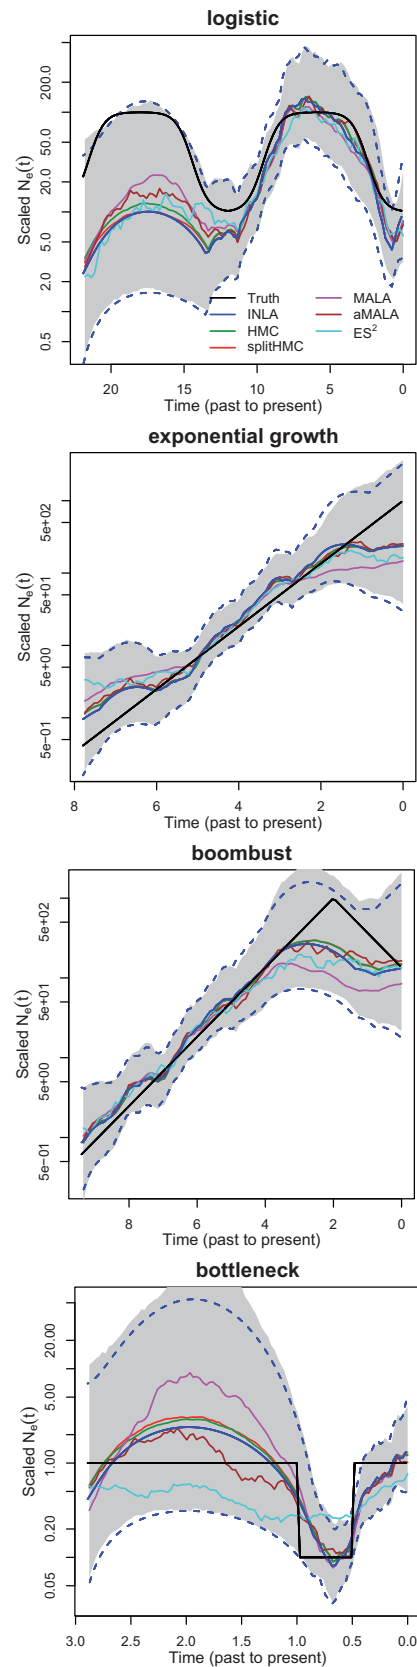 logistic
Scaled Ne(t)
200.0
50.0
20.0
5.0
2.0
0.5
Truth
INLA
HMC
splitHMC
MALA
aMALA
ES²
20 15 10 5 0
Time (past to present)
exponential growth
Scaled Ne(t)
5e+02
5e+01
5e+00
5e−01
8 6 4 2 0
Time (past to present)
boombust
Scaled Ne(t)
5e+02
5e+01
5e+00
5e−01
8 6 4 2 0
Time (past to present)
bottleneck
Scaled Ne(t)
20.00
5.00
1.00
0.20
0.05
3.0 2.5 2.0 1.5 1.0 0.5 0.0
Time (past to present)